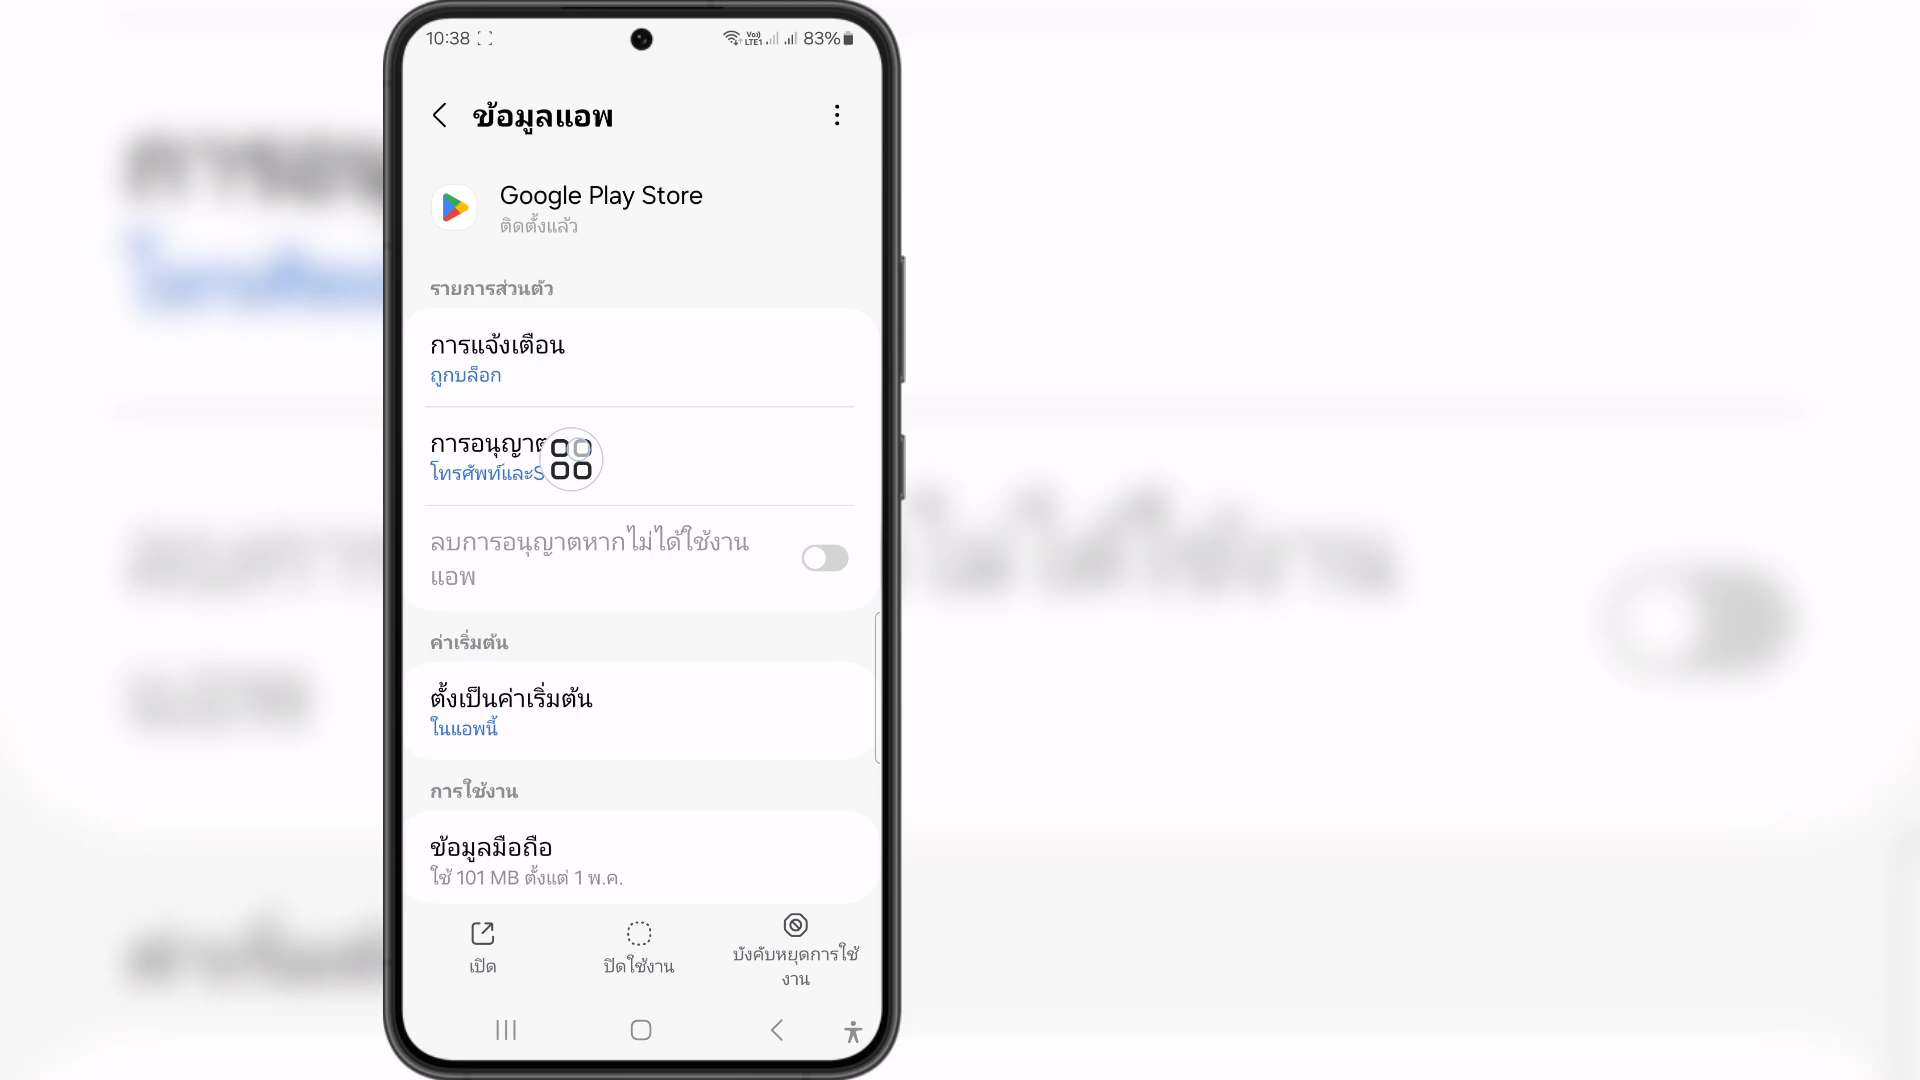 10:38
Vo))
LTE1
83%
ข้อมูลแอพ
Google Play Store
ติดตั้งแล้ว
รายการส่วนตัว
การแจ้งเตือน
ถูกบล็อก
การอนุญาต
โทรศัพท์และS
ลบการอนุญาตหากไม่ได้ใช้งาน
แอพ
ค่าเริ่มต้น
ตั้งเป็นค่าเริ่มต้น
ในแอพนี้
การใช้งาน
ข้อมูลมือถือ
ใช้ 101 MB ตั้งแต่ 1 พ.ค.
เปิด
ปิดใช้งาน
บังคับหยุดการใช้
งาน